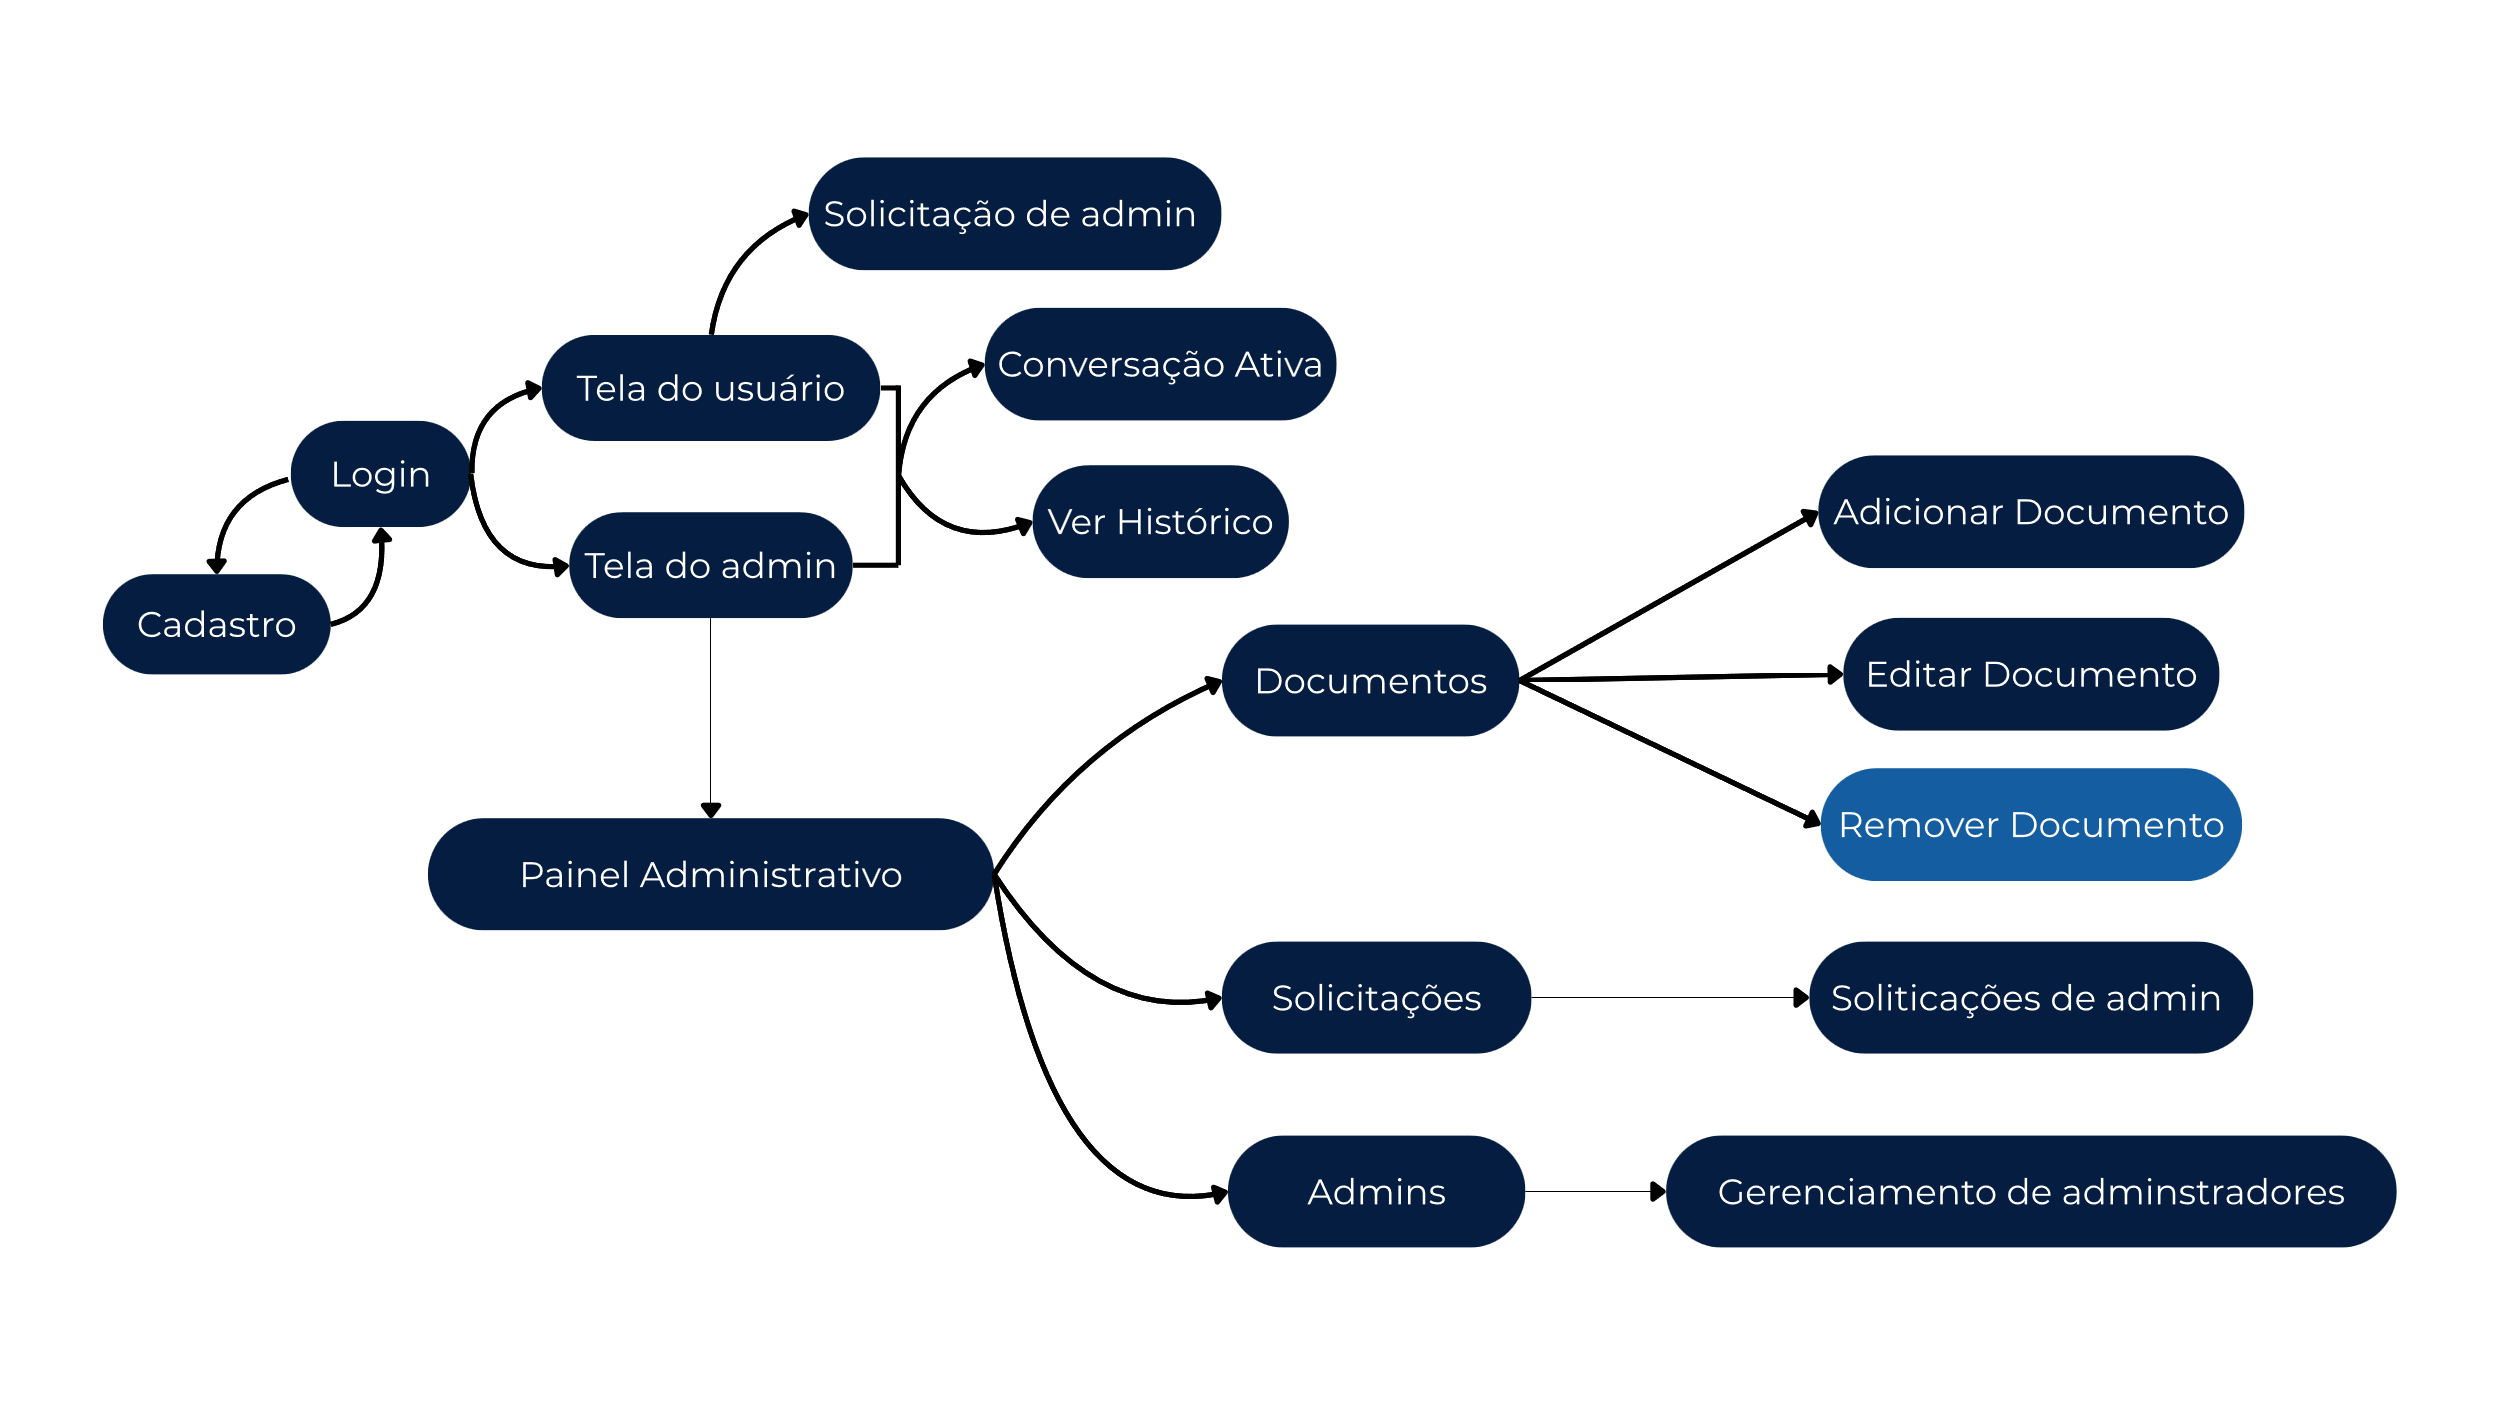 Solicitação de admin
Conversação Ativa
Tela do usuário
Login
Ver Histórico
Adicionar Documento
Tela do admin
Cadastro
Documentos
Editar Documento
Remover Documento
Painel Administrativo
Solicitações
Soliticações de admin
Admins
Gerenciamento de adminstradores